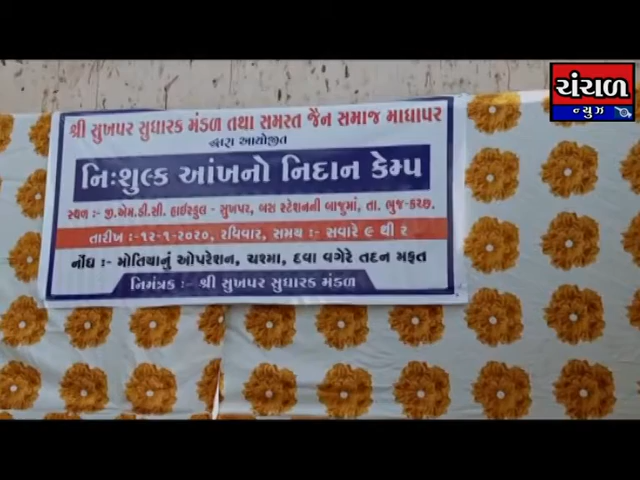 ચંચળ
ન્યુઝ
શ્રી સુખપર સુધારક મંડળ તથા સમસ્ત જૈન સમાજ માધાપર
દ્વારા આયોજીત
નિઃશુલ્ક આંખનો નિદાન કેમ્પ
સ્થળ :- જી.એમ.ડી.સી. હાઈસ્કુલ - સુખપર, બસ સ્ટેશનની બાજુમાં, તા. ભુજ-કચ્છ.
તારીખ :-૧૨-૧-૨૦૨૦, રવિવાર, સમય :- સવારે ૯ થી ૨
નોંધ :- મોતિયાનું ઓપરેશન, ચશ્મા, દવા વગેરે તદન મફત
નિમંત્રક :- શ્રી સુખપર સુધારક મંડળ